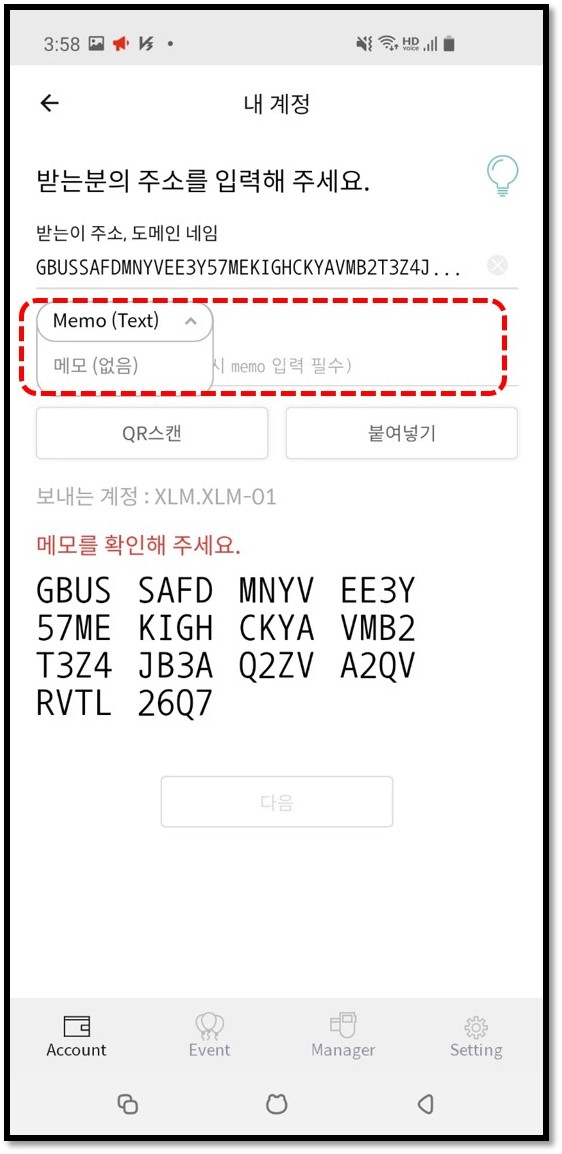 3:58 HD voice
내 계정
받는분의 주소를 입력해 주세요.
받는이 주소, 도메인 네임
GBUSSAFDMNYVEE3Y57MEKIGHCKYAVMB2T3Z4J...
Memo (Text)
메모 (없음) memo 입력 필수)
QR스캔 붙여넣기
보내는 계정 : XLM.XLM-01
메모를 확인해 주세요.
GBUS SAFD MNYV EE3Y
57ME KIGH CKYA VMB2
T3Z4 JB3A Q2ZV A2QV
RVTL 26Q7
다음
Account Event Manager Setting